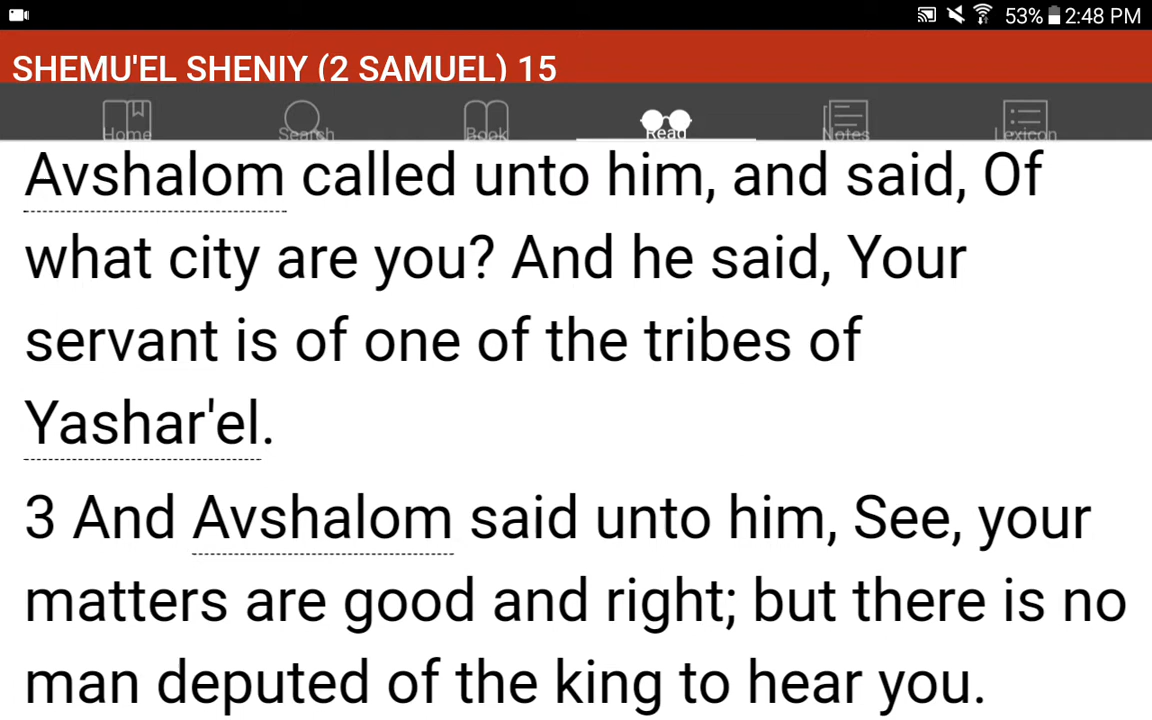 53% 2:48 PM
SHEMU'EL SHENIY (2 SAMUEL) 15
Home Search Book Read Notes Lexicon
Avshalom called unto him, and said, Of
what city are you? And he said, Your
servant is of one of the tribes of
Yashar'el.
3 And Avshalom said unto him, See, your
matters are good and right; but there is no
man deputed of the king to hear you.